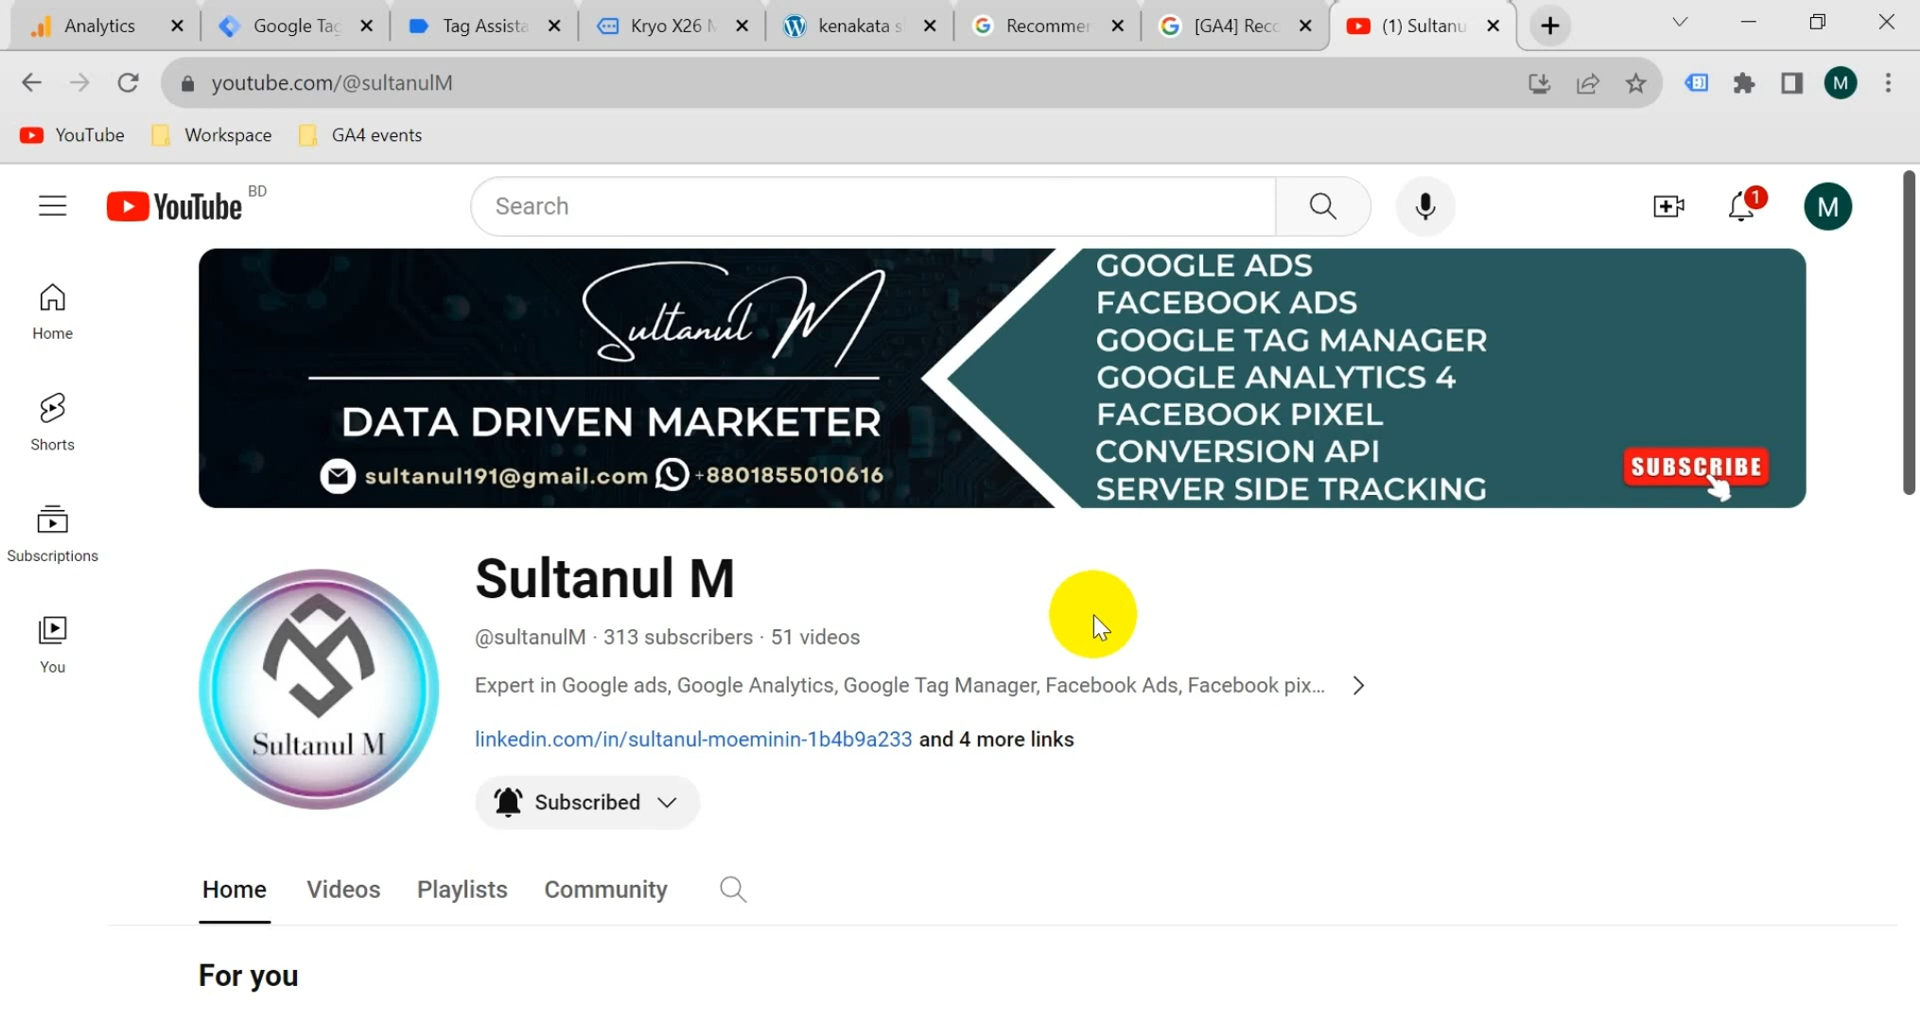 Analytics
Google Tag
Tag Assista
Kryo X26 M
kenakata s
Recommen
[GA4] Reco
(1) Sultanu
youtube.com/@sultanulM
M
YouTube
Workspace
GA4 events
YouTube BD
Search
1
M
Home
Shorts
Subscriptions
You
Sultanul M
DATA DRIVEN MARKETER
sultanul191@gmail.com +8801855010616
GOOGLE ADS
FACEBOOK ADS
GOOGLE TAG MANAGER
GOOGLE ANALYTICS 4
FACEBOOK PIXEL
CONVERSION API
SERVER SIDE TRACKING
SUBSCRIBE
Sultanul M
Sultanul M
@sultanulM · 313 subscribers · 51 videos
Expert in Google ads, Google Analytics, Google Tag Manager, Facebook Ads, Facebook pix...
linkedin.com/in/sultanul-moeminin-1b4b9a233 and 4 more links
Subscribed
Home
Videos
Playlists
Community
For you